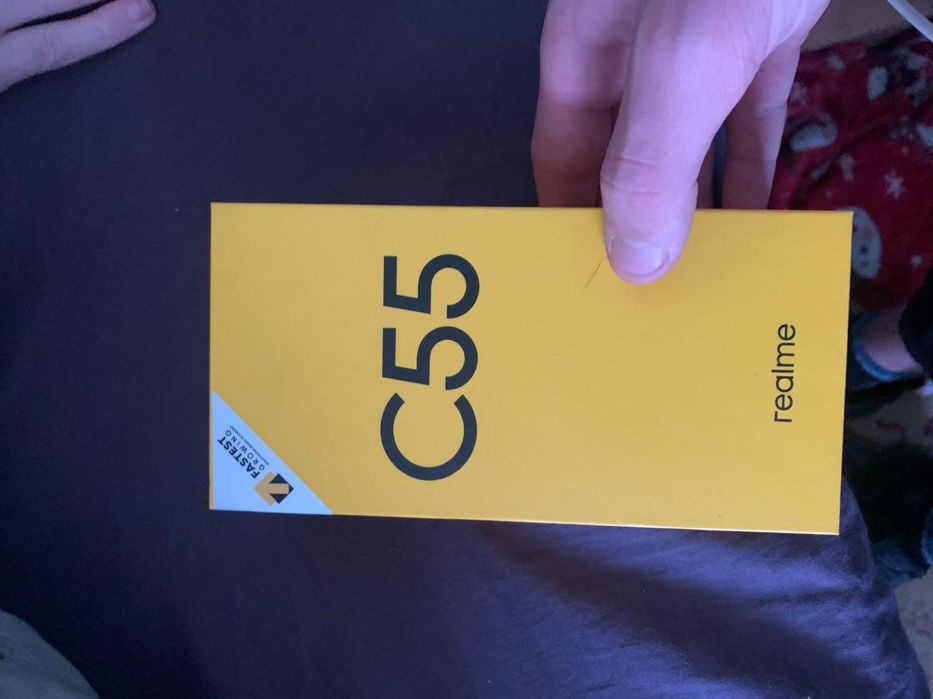 C55
realme
FASTEST
GROWING